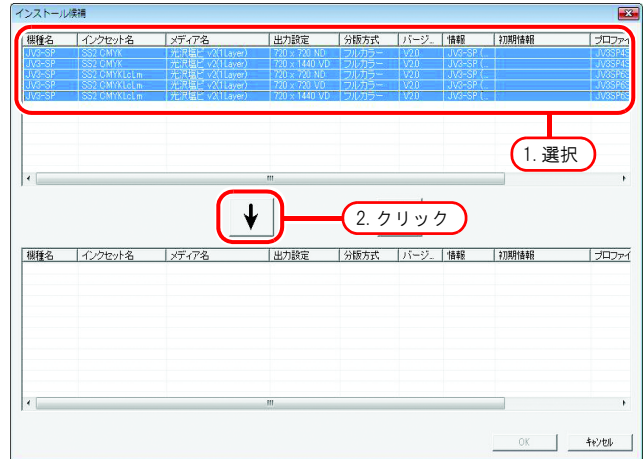 インストール候補
機種名 インクセット名 メディア名 出力設定 分版方式 バージ... 情報 初期情報 プロファイ
JV3-SP SS2 CMYK 光沢塩ビ v2(1Layer) 720 x 720 ND フルカラー V2.0 JV3-SP (... JV3SP4S
JV3-SP SS2 CMYK 光沢塩ビ v2(1Layer) 720 x 1440 VD フルカラー V2.0 JV3-SP (... JV3SP4S
JV3-SP SS2 CMYKLcLm 光沢塩ビ v2(1Layer) 720 x 720 ND フルカラー V2.0 JV3-SP (... JV3SP6S
JV3-SP SS2 CMYKLcLm 光沢塩ビ v2(1Layer) 720 x 720 VD フルカラー V2.0 JV3-SP (... JV3SP6S
JV3-SP SS2 CMYKLcLm 光沢塩ビ v2(1Layer) 720 x 1440 VD フルカラー V2.0 JV3-SP (... JV3SP6S
1. 選択
2. クリック
機種名 インクセット名 メディア名 出力設定 分版方式 バージ... 情報 初期情報 プロファイ
OK キャンセル